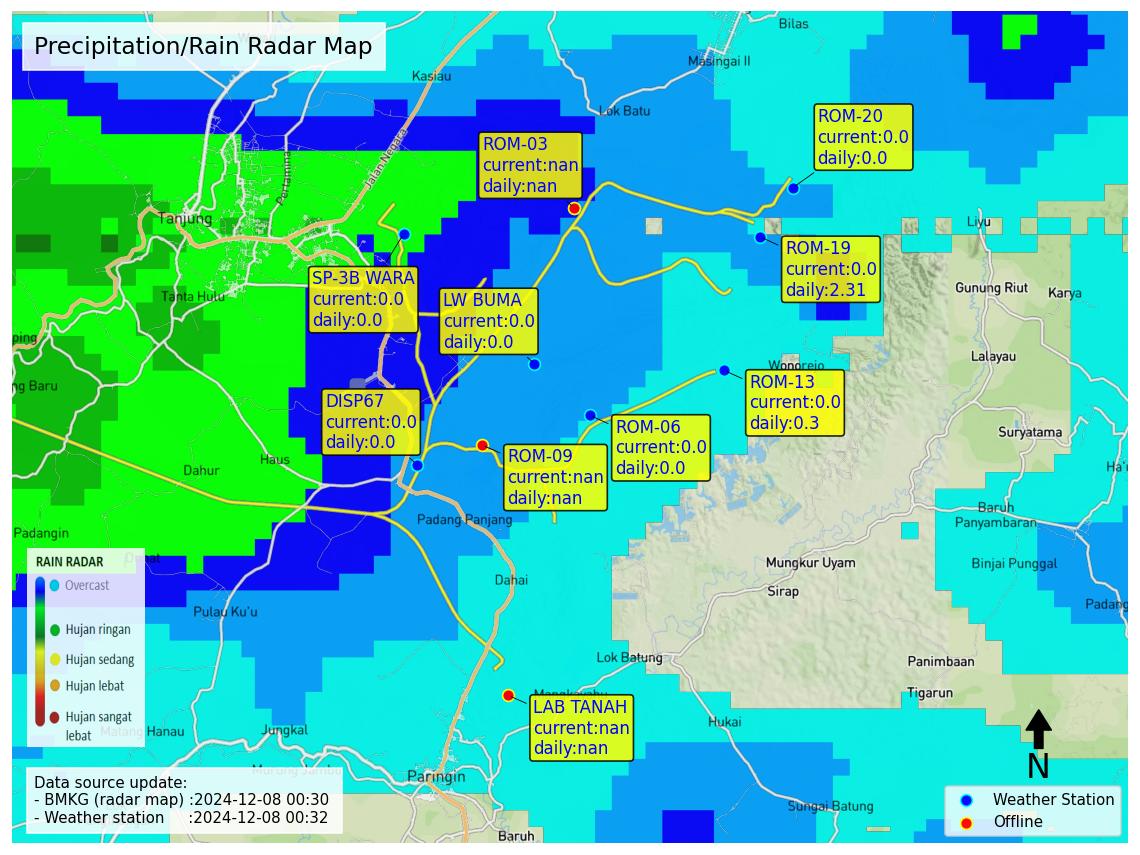 Precipitation/Rain Radar Map
Bilas
Masingai II
Kasiau
Lok Batu
Jalan Negara
Pertamina
ROM-20
current:0.0
daily:0.0
ROM-03
current:nan
daily:nan
Tanjung
Liyu
ROM-19
current:0.0
daily:2.31
SP-3B WARA
current:0.0
daily:0.0
Tanta Hulu
LW BUMA
current:0.0
daily:0.0
Gunung Riut
Karya
ping
Lalayau
Wonorejo
ng Baru
ROM-13
current:0.0
daily:0.3
DISP67
current:0.0
daily:0.0
ROM-06
current:0.0
daily:0.0
Suryatama
ROM-09
current:nan
daily:nan
Haus
Dahur
Ha'u
Padang Panjang
Baruh
Panyambaran
Padangin
Binjai Punggal
Mungkur Uyam
Sirap
Dahai
Padang
Pulau Ku'u
RAIN RADAR
Overcast
Hujan ringan
Hujan sedang
Hujan lebat
Hujan sangat
lebat
Lok Batung
Panimbaan
Tigarun
Mangkayahu
LAB TANAH
current:nan
daily:nan
Hukai
Matang Hanau
Jungkal
Murung Jambu
Paringin
N
Data source update:
- BMKG (radar map) :2024-12-08 00:30
- Weather station :2024-12-08 00:32
Sungai Batung
Baruh
Weather Station
Offline